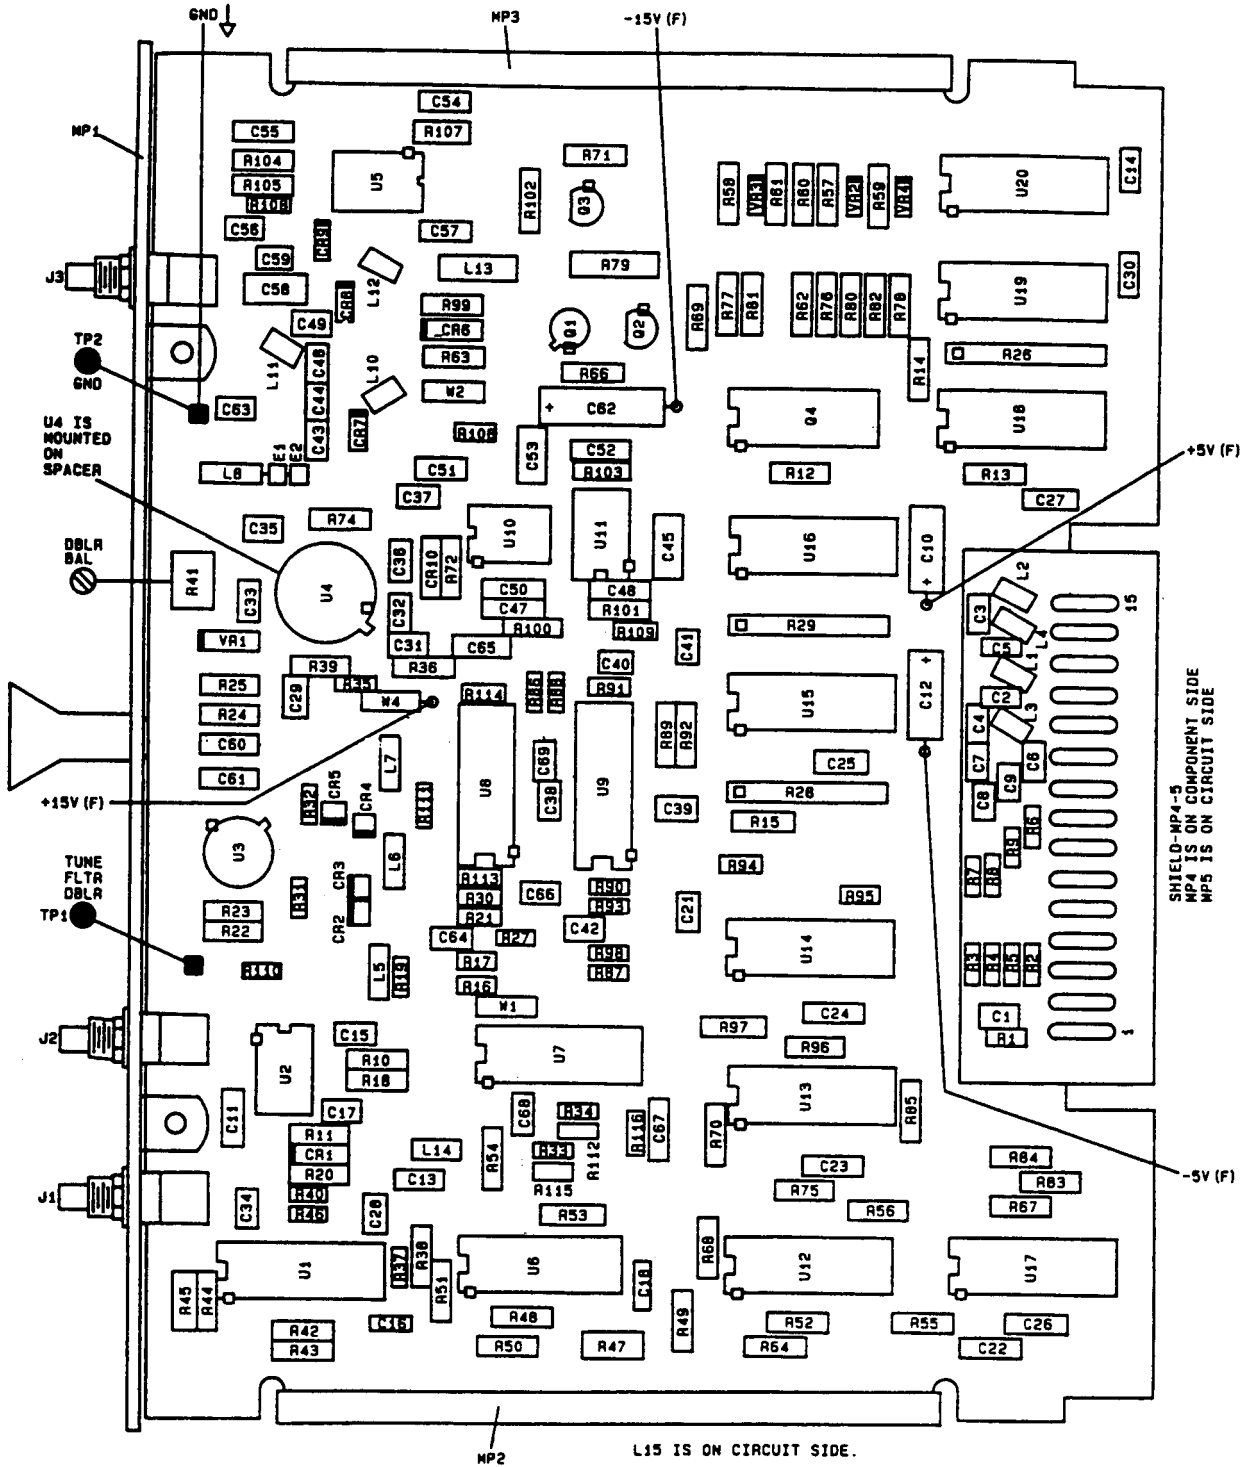 GND
MP3
-15V (F)
C54
C55
R107
MP1
R104
R71
R105
U5
R58
VR3
R61
R60
R57
VR2
R59
VR4
U20
C14
R108
R102
Q3
C56
CR9
C57
C59
L12
L13
R79
J3
C58
CR8
U19
C30
R99
R69
R77
R81
R62
R76
R80
R82
R78
C49
CR6
Q1
Q2
TP2
L11
R63
R14
R26
GND
C46
L10
R66
W2
C44
C62
Q4
U18
C63
U4 IS
MOUNTED
ON
SPACER
CR7
C43
R106
C53
C52
+5V (F)
E1
E2
L8
C51
R103
R12
R13
C37
C27
C35
R74
U10
U11
C45
U16
C10
DBLR
BAL
C36
CR10
R72
L2
R41
U4
C50
C48
15
C33
C32
C47
R101
C3
R100
R109
R29
L4
VR1
C31
C65
C41
C5
R39
R36
C40
L1
R25
R35
R86
R88
R91
C12
C2
C29
W4
R114
U15
R24
R89
R92
C4
L3
C60
L7
C69
C25
C7
C6
C61
U8
C38
U9
R28
C9
+15V (F)
R32
CR5
CR4
R111
C39
C8
R15
R6
U3
L6
R9
TUNE
FLTR
DBLR
CR3
R94
R7
R8
R113
R90
R31
R30
C66
R93
R95
TP1
R23
CR2
R21
C21
R22
C64
R27
C42
U14
L5
R98
R110
R19
R17
R87
R3
R4
R5
R2
R16
W1
C24
C1
J2
C15
R97
R1
1
U2
R10
U7
R96
R18
SHIELD-MP4-5
MP4 IS ON COMPONENT SIDE
MP5 IS ON CIRCUIT SIDE
C11
C17
C68
R34
U13
R85
R11
R116
C67
R70
CR1
L14
R54
R33
R112
R84
R20
C13
C23
J1
R40
R115
R75
R83
-5V (F)
C34
R46
C28
R53
R56
R67
R38
R68
U1
R37
U6
C18
U12
U17
R51
R45
R44
R49
C16
R48
R52
R55
C26
R42
R43
R50
R47
R64
C22
MP2
L15 IS ON CIRCUIT SIDE.